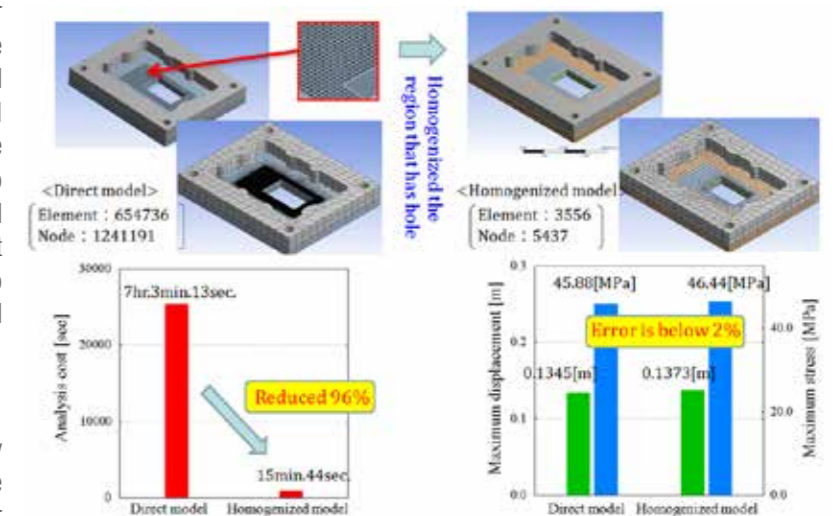 Homogenized the
region that has hole
<Direct model>
Element : 654736
Node : 1241191
<Homogenized model>
Element : 3556
Node : 5437
30000
20000
10000
0
Analysis cost [sec]
7hr.3min.13sec.
Reduced 96%
15min.44sec.
Direct model Homogenized model
0.3
0.2
0.1
0.0
Maximum displacement [m]
45.88[MPa] 46.44[MPa]
Error is below 2%
0.1345[m] 0.1373[m]
40.0
20.0
0.0
Maximum stress [MPa]
Direct model Homogenized model